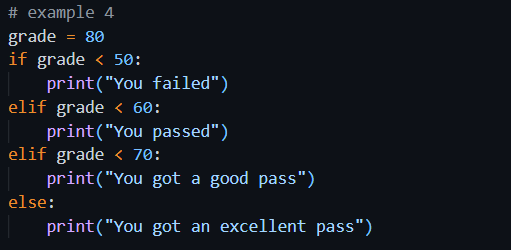 # example 4
grade = 80
if grade < 50:
    print("You failed")
elif grade < 60:
    print("You passed")
elif grade < 70:
    print("You got a good pass")
else:
    print("You got an excellent pass")